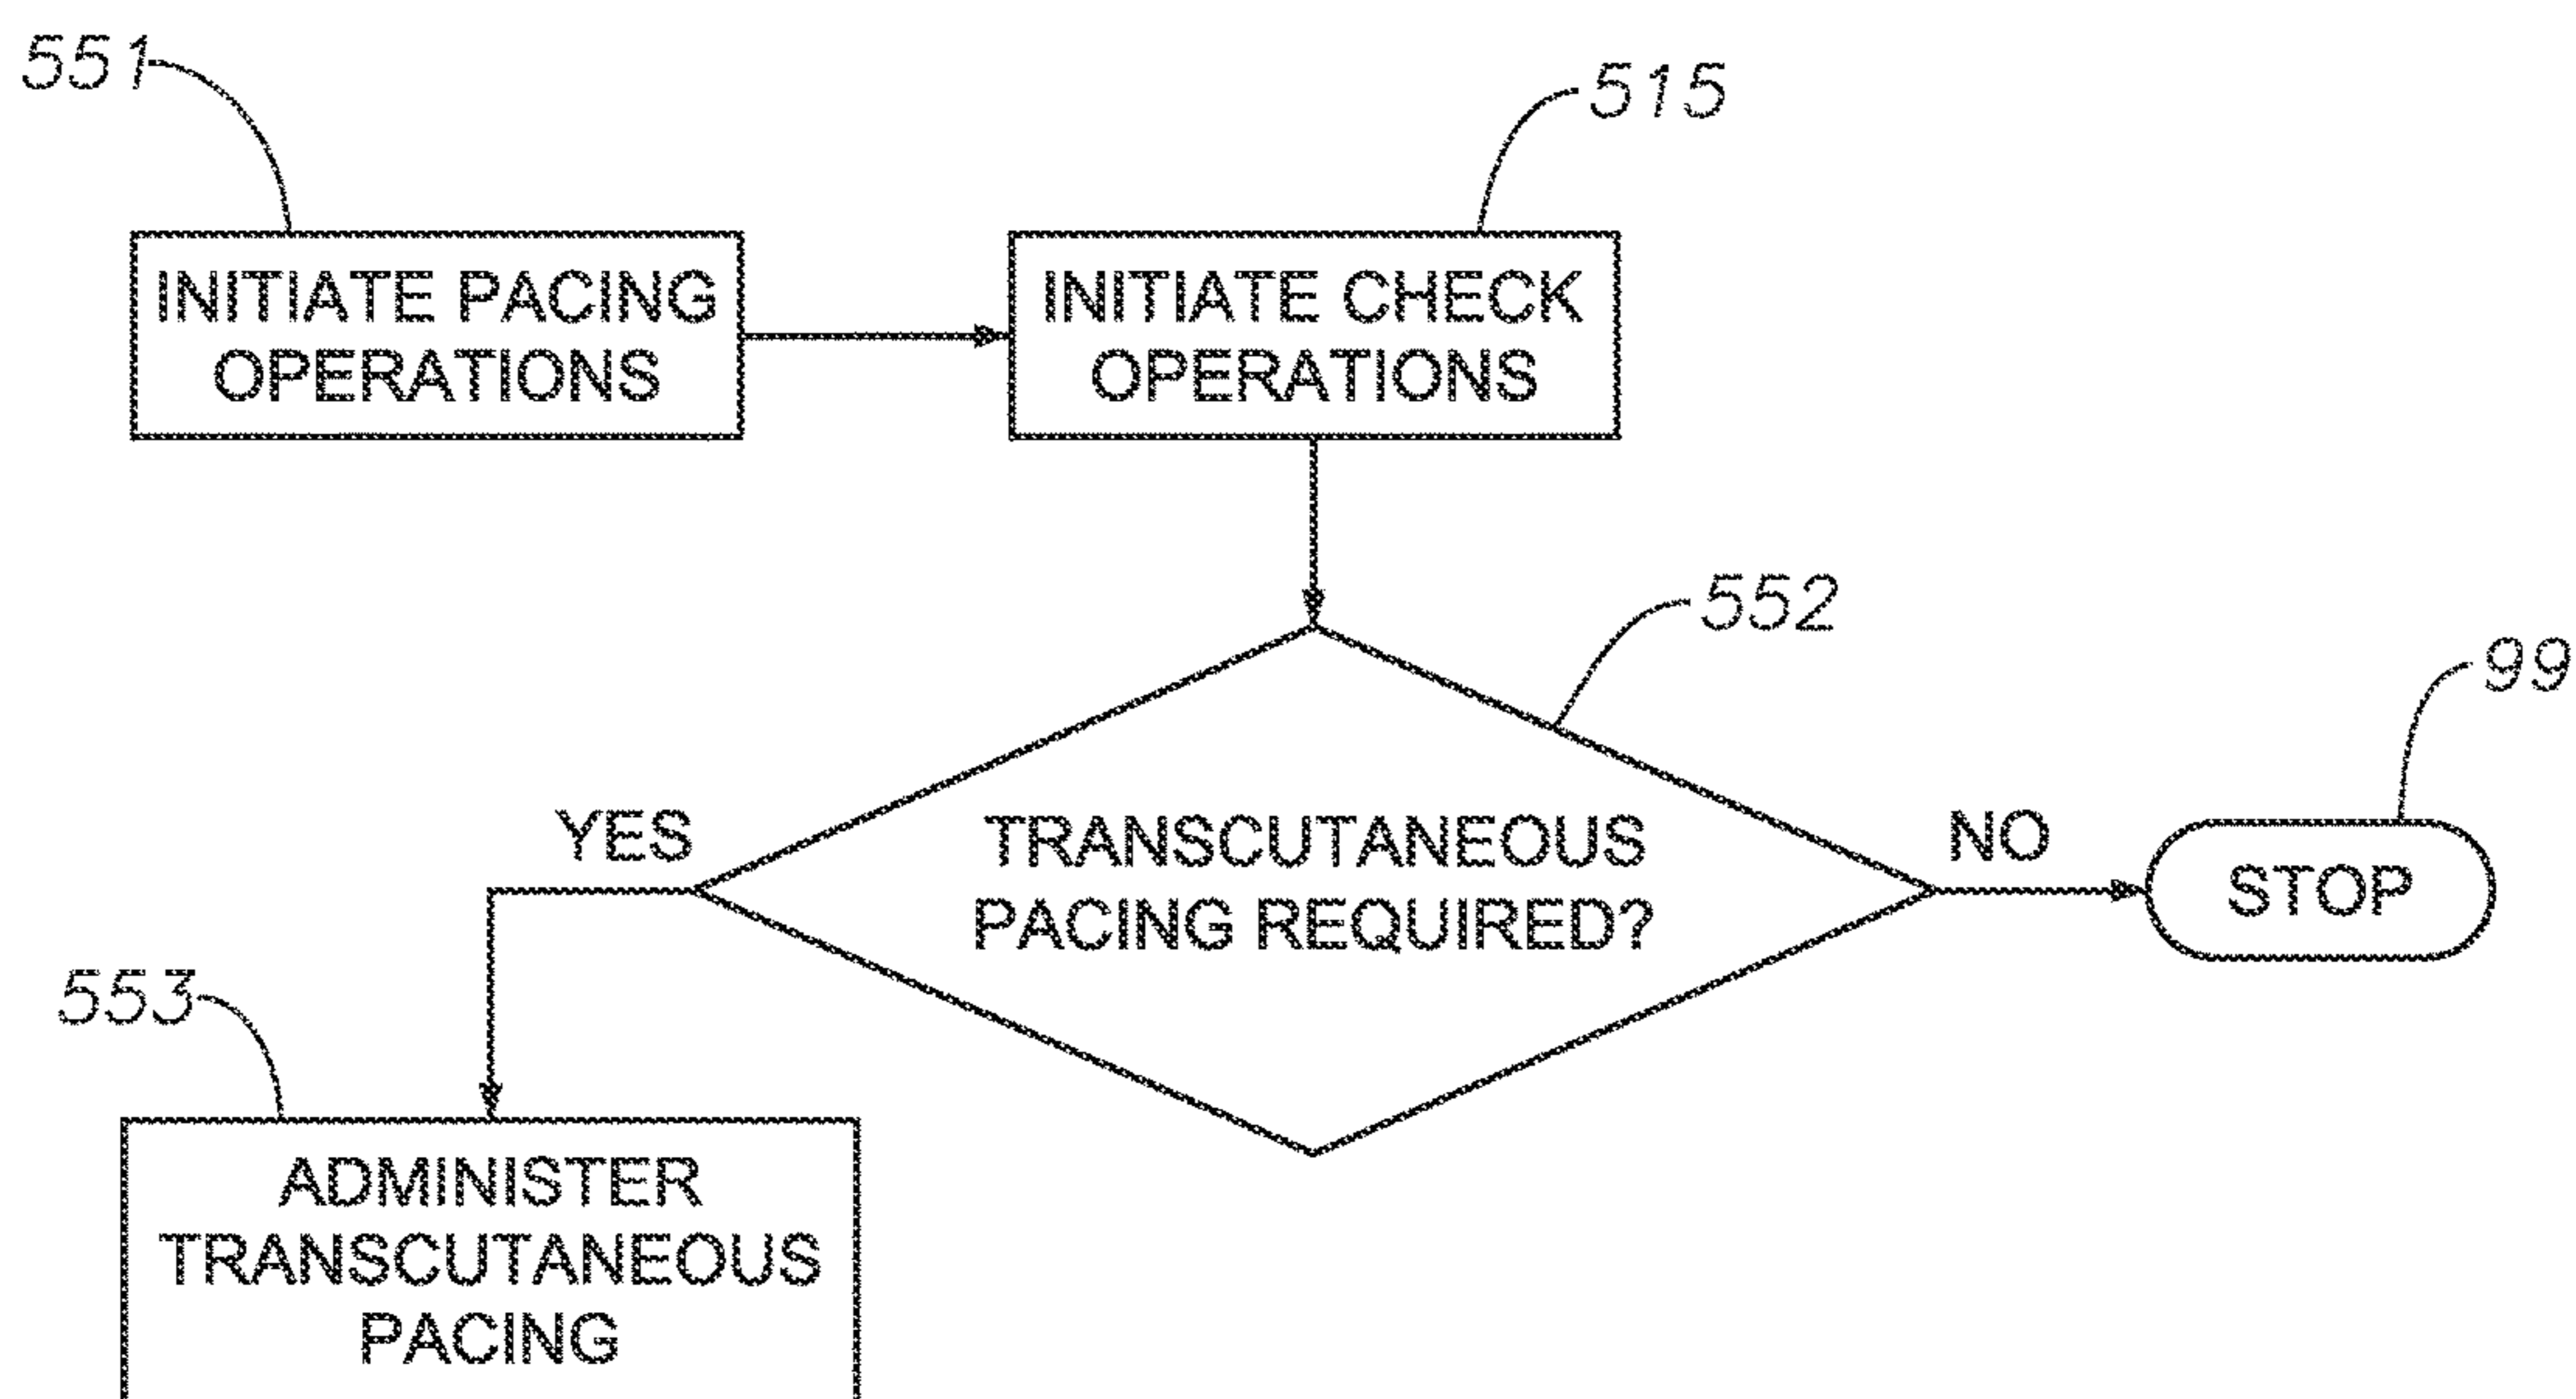 551
515
INITIATE PACING
OPERATIONS
INITIATE CHECK
OPERATIONS
552
99
YES
TRANSCUTANEOUS
PACING REQUIRED?
NO
STOP
553
ADMINISTER
TRANSCUTANEOUS
PACING